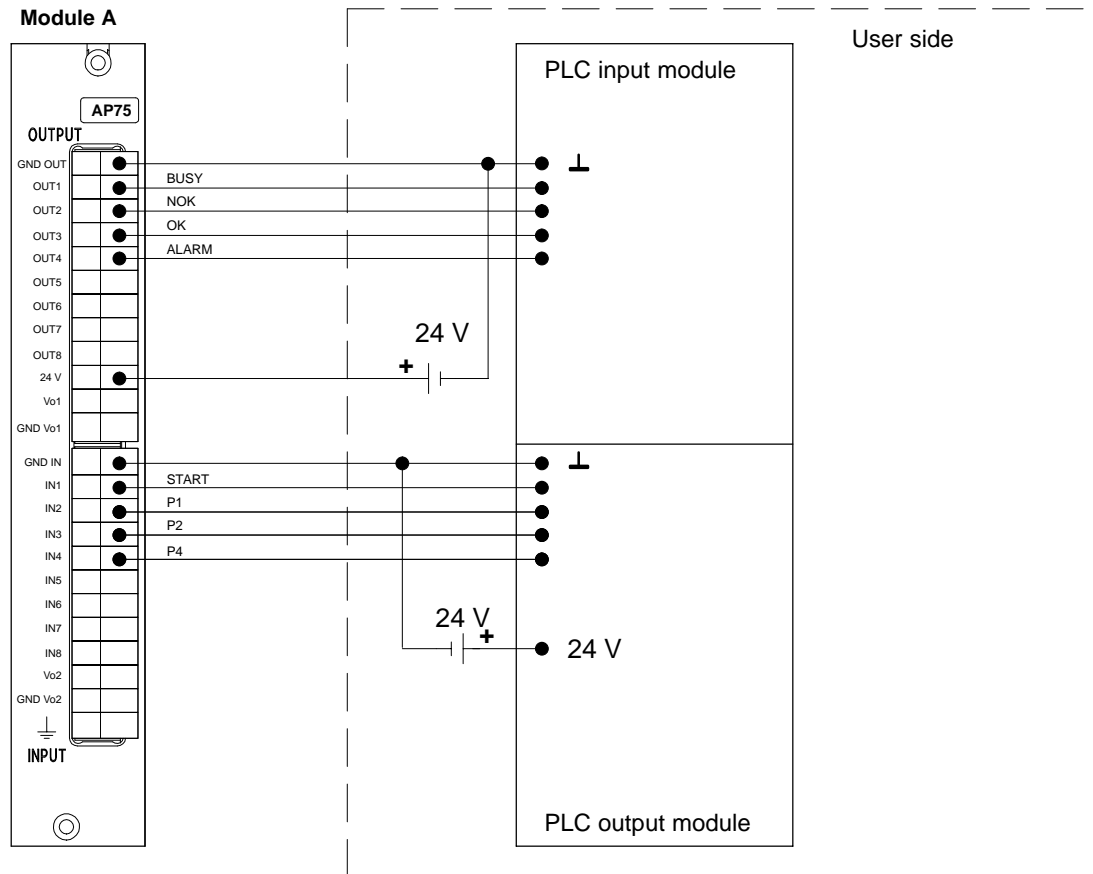 Module A
User side
PLC input module
AP75
OUTPUT
GND OUT
OUT1
BUSY
OUT2
NOK
OUT3
OK
OUT4
ALARM
OUT5
OUT6
OUT7
OUT8
24 V
+
24 V
Vo1
GND Vo1
GND IN
IN1
START
IN2
P1
IN3
P2
IN4
P4
IN5
IN6
IN7
24 V
+
IN8
24 V
Vo2
GND Vo2
INPUT
PLC output module